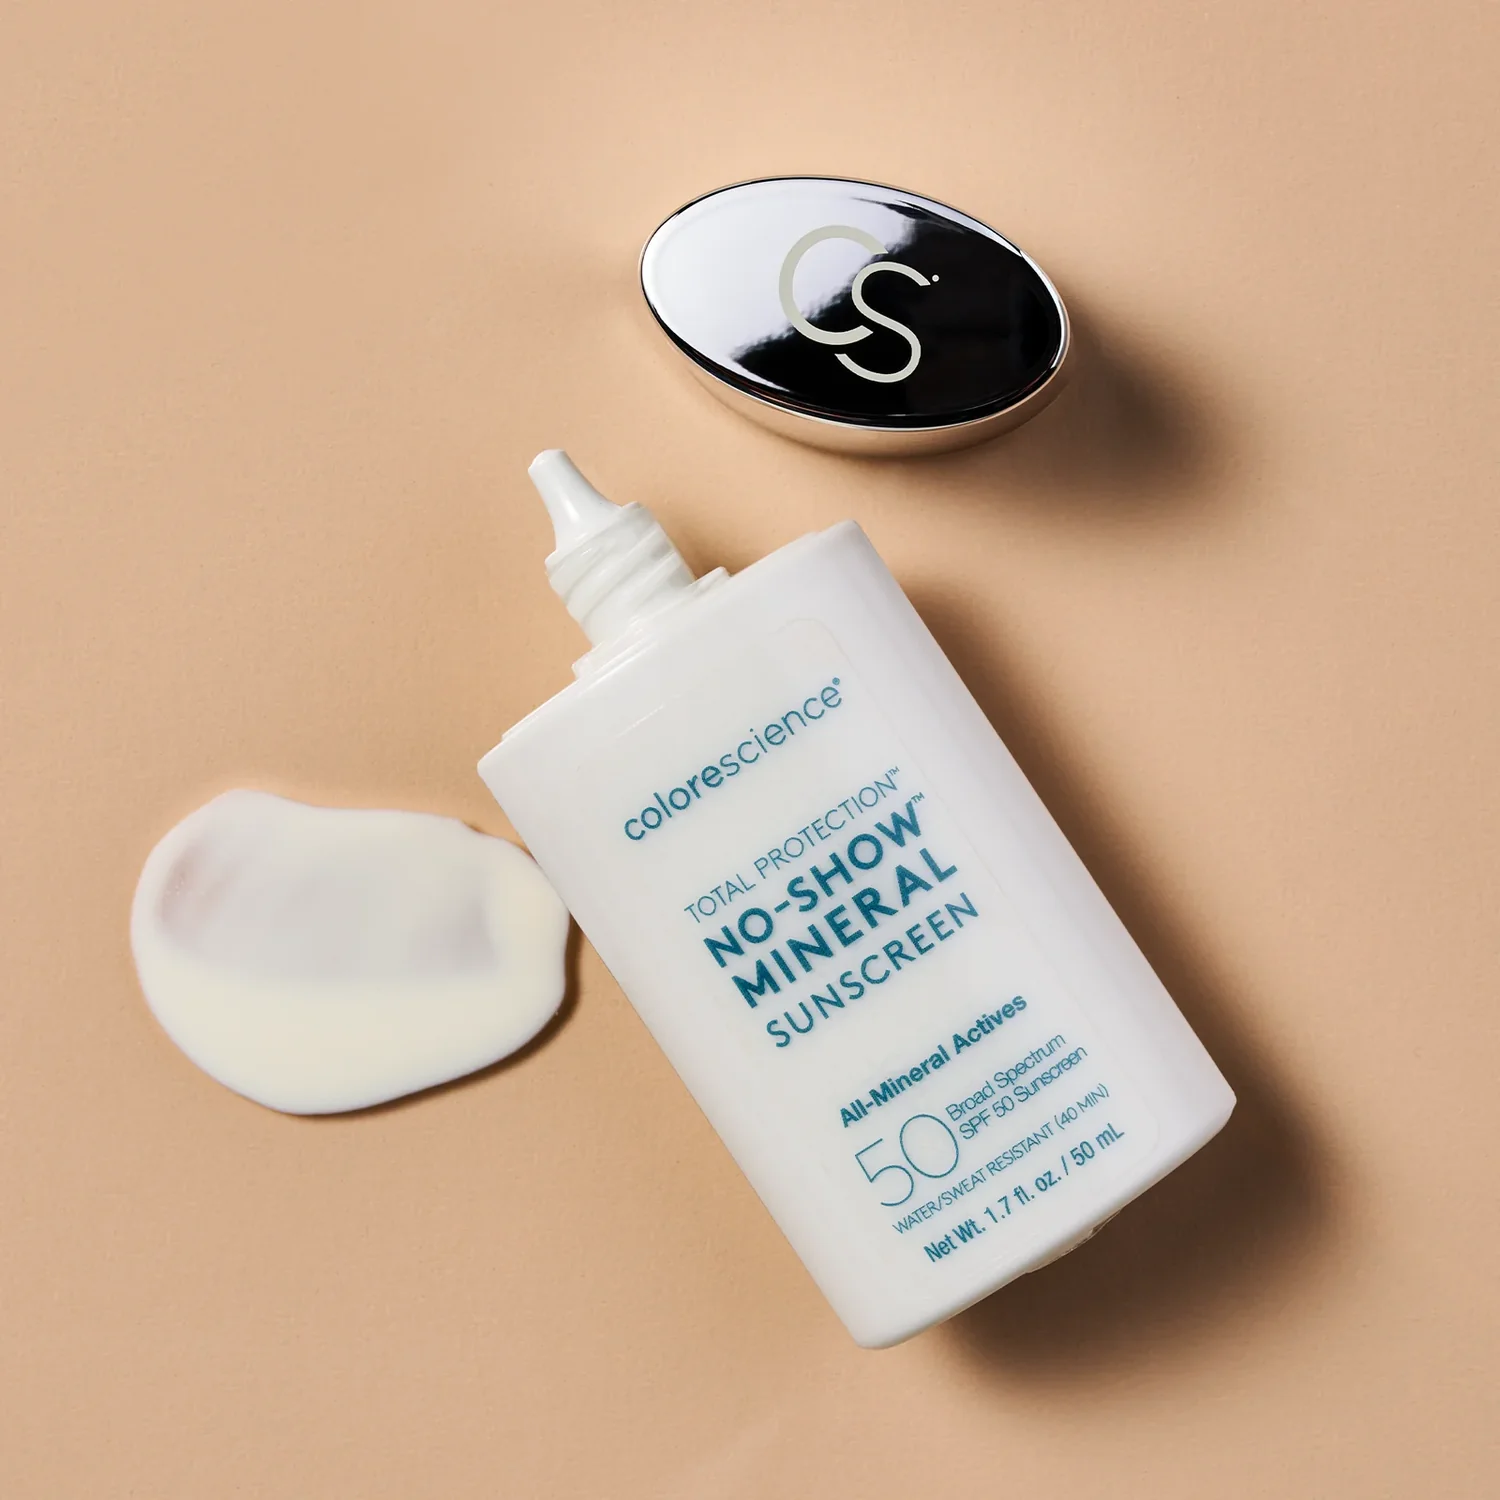 CS.
colorescience®
TOTAL PROTECTION™
NO-SHOW™
MINERAL
SUNSCREEN
All-Mineral Actives
50
Broad Spectrum
SPF 50 Sunscreen
WATER/SWEAT RESISTANT (40 MIN)
Net Wt. 1.7 fl. oz. / 50 mL